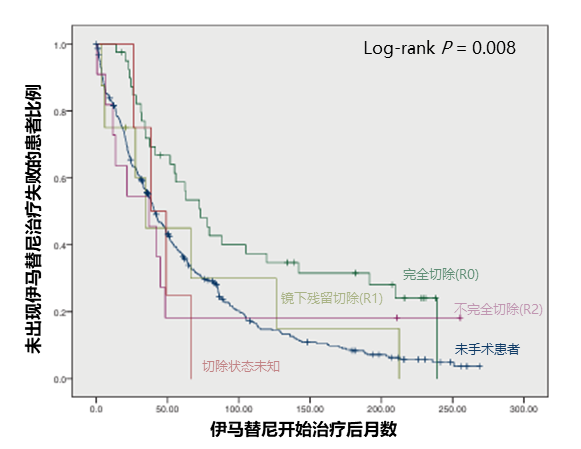 Log-rank P = 0.008
未出现伊马替尼治疗失败的患者比例
1.0
0.8
0.6
0.4
0.2
0.0
完全切除(R0)
镜下残留切除(R1)
不完全切除(R2)
未手术患者
切除状态未知
0.0 50.00 100.00 150.00 200.00 250.00 300.00
伊马替尼开始治疗后月数